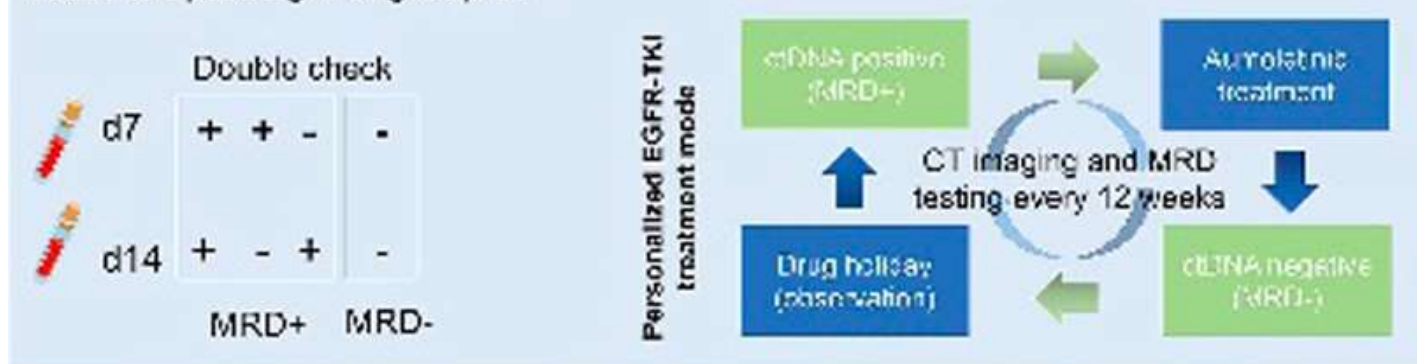 Double check
d7 + + - -
d14 + - + -
MRD+ MRD-
Personalized EGFR-TKI
treatment mode
ctDNA positive
(MRD+)
Aumolatinib
treatment
CT imaging and MRD
testing every 12 weeks
Drug holiday
(observation)
ctDNA negative
(MRD-)